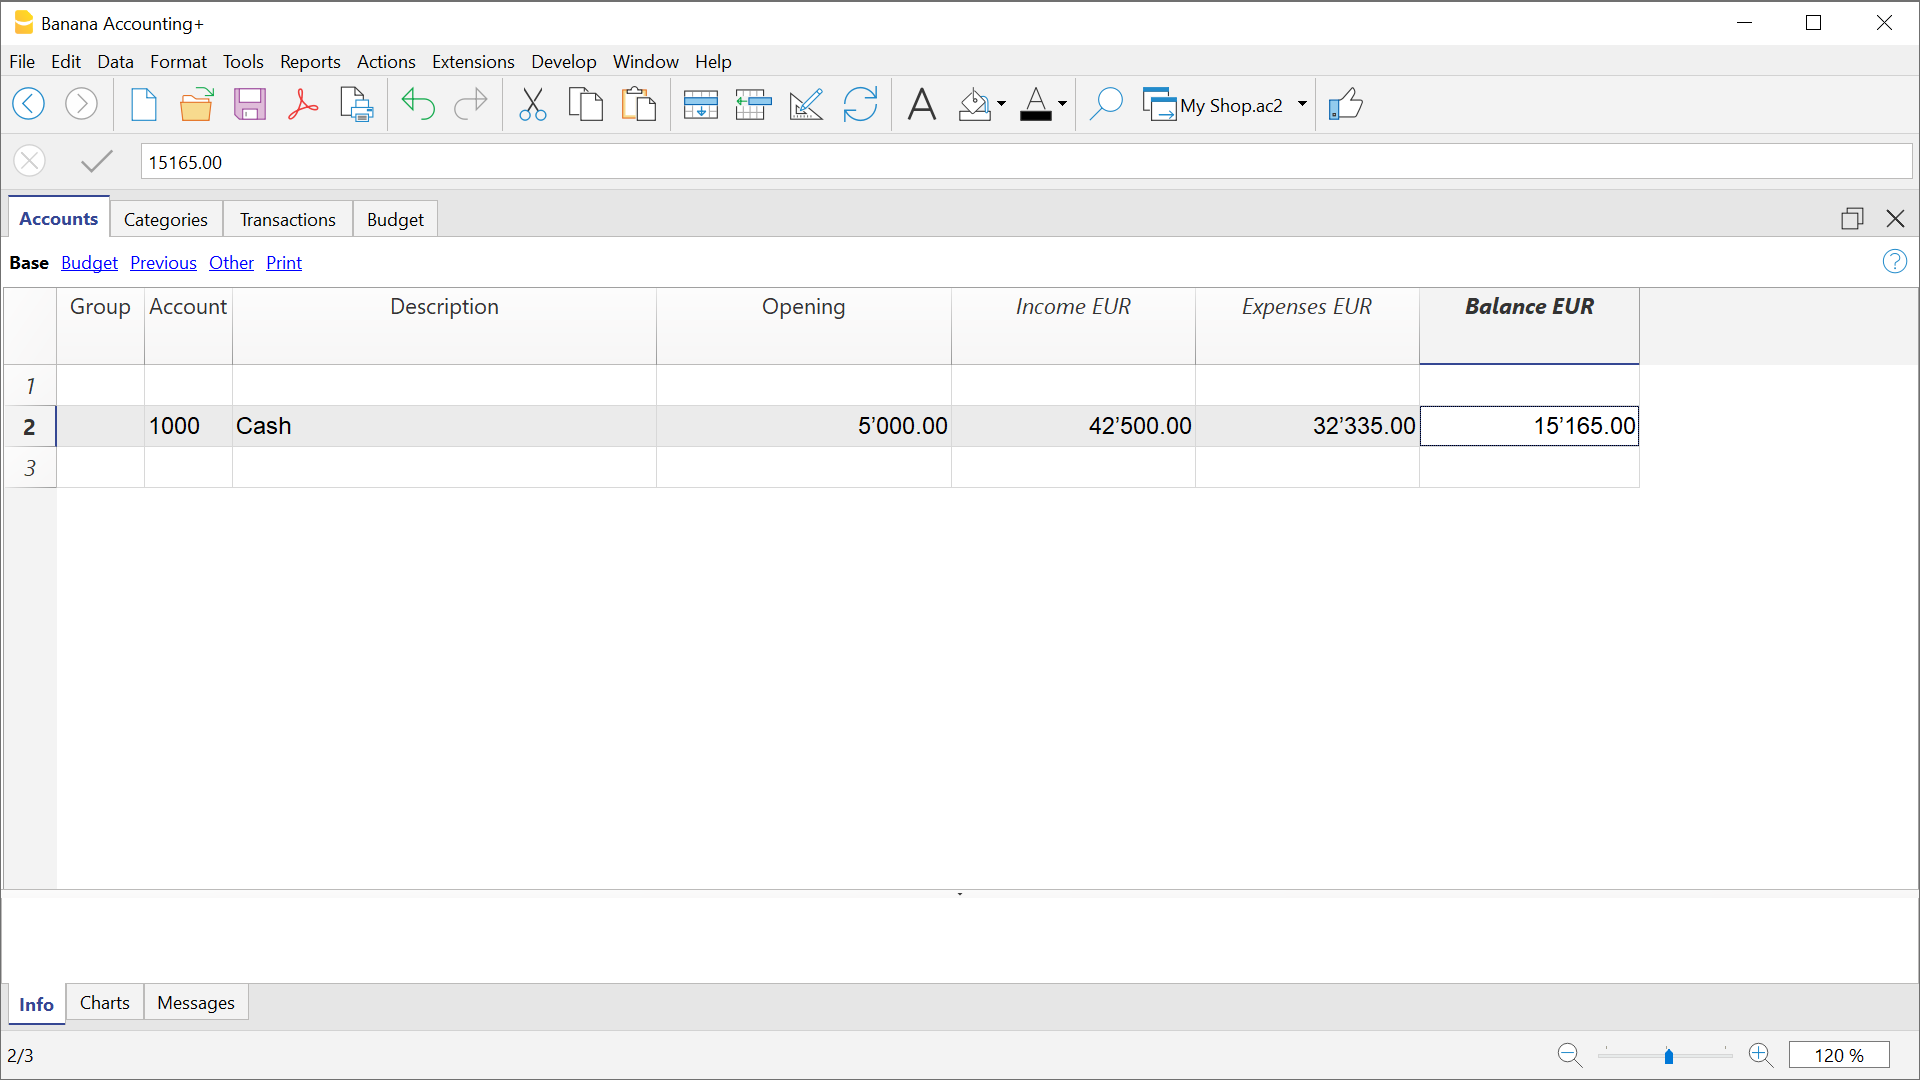 Banana Accounting+
File Edit Data Format Tools Reports Actions Extensions Develop Window Help
My Shop.ac2
15165.00
Accounts Categories Transactions Budget
Base Budget Previous Other Print
Group Account Description Opening Income EUR Expenses EUR Balance EUR
1
2 1000 Cash 5’000.00 42’500.00 32’335.00 15’165.00
3
Info Charts Messages
2/3 120 %